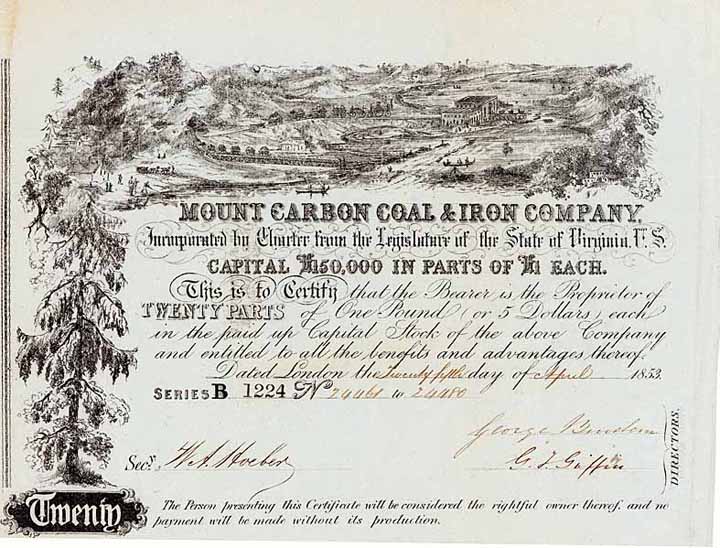 MOUNT CARBON COAL & IRON COMPANY,
Incorporated by Charter from the Legislature of the State of Virginia, U.S.
CAPITAL £150,000 IN PARTS OF £1 EACH.
This is to Certify that the Bearer is the Proprietor of
TWENTY PARTS of One Pound (or 5 Dollars) each
in the paid up Capital Stock of the above Company
and entitled to all the benefits and advantages thereof.
Dated London the Twenty fifth day of April 1853.
SERIES B 1224 No 24461 to 24480
George
Secy. W. A. G. J. Griffin
DIRECTORS.
Twenty
The Person presenting this Certificate will be considered the rightful owner thereof, and no
payment will be made without its production.